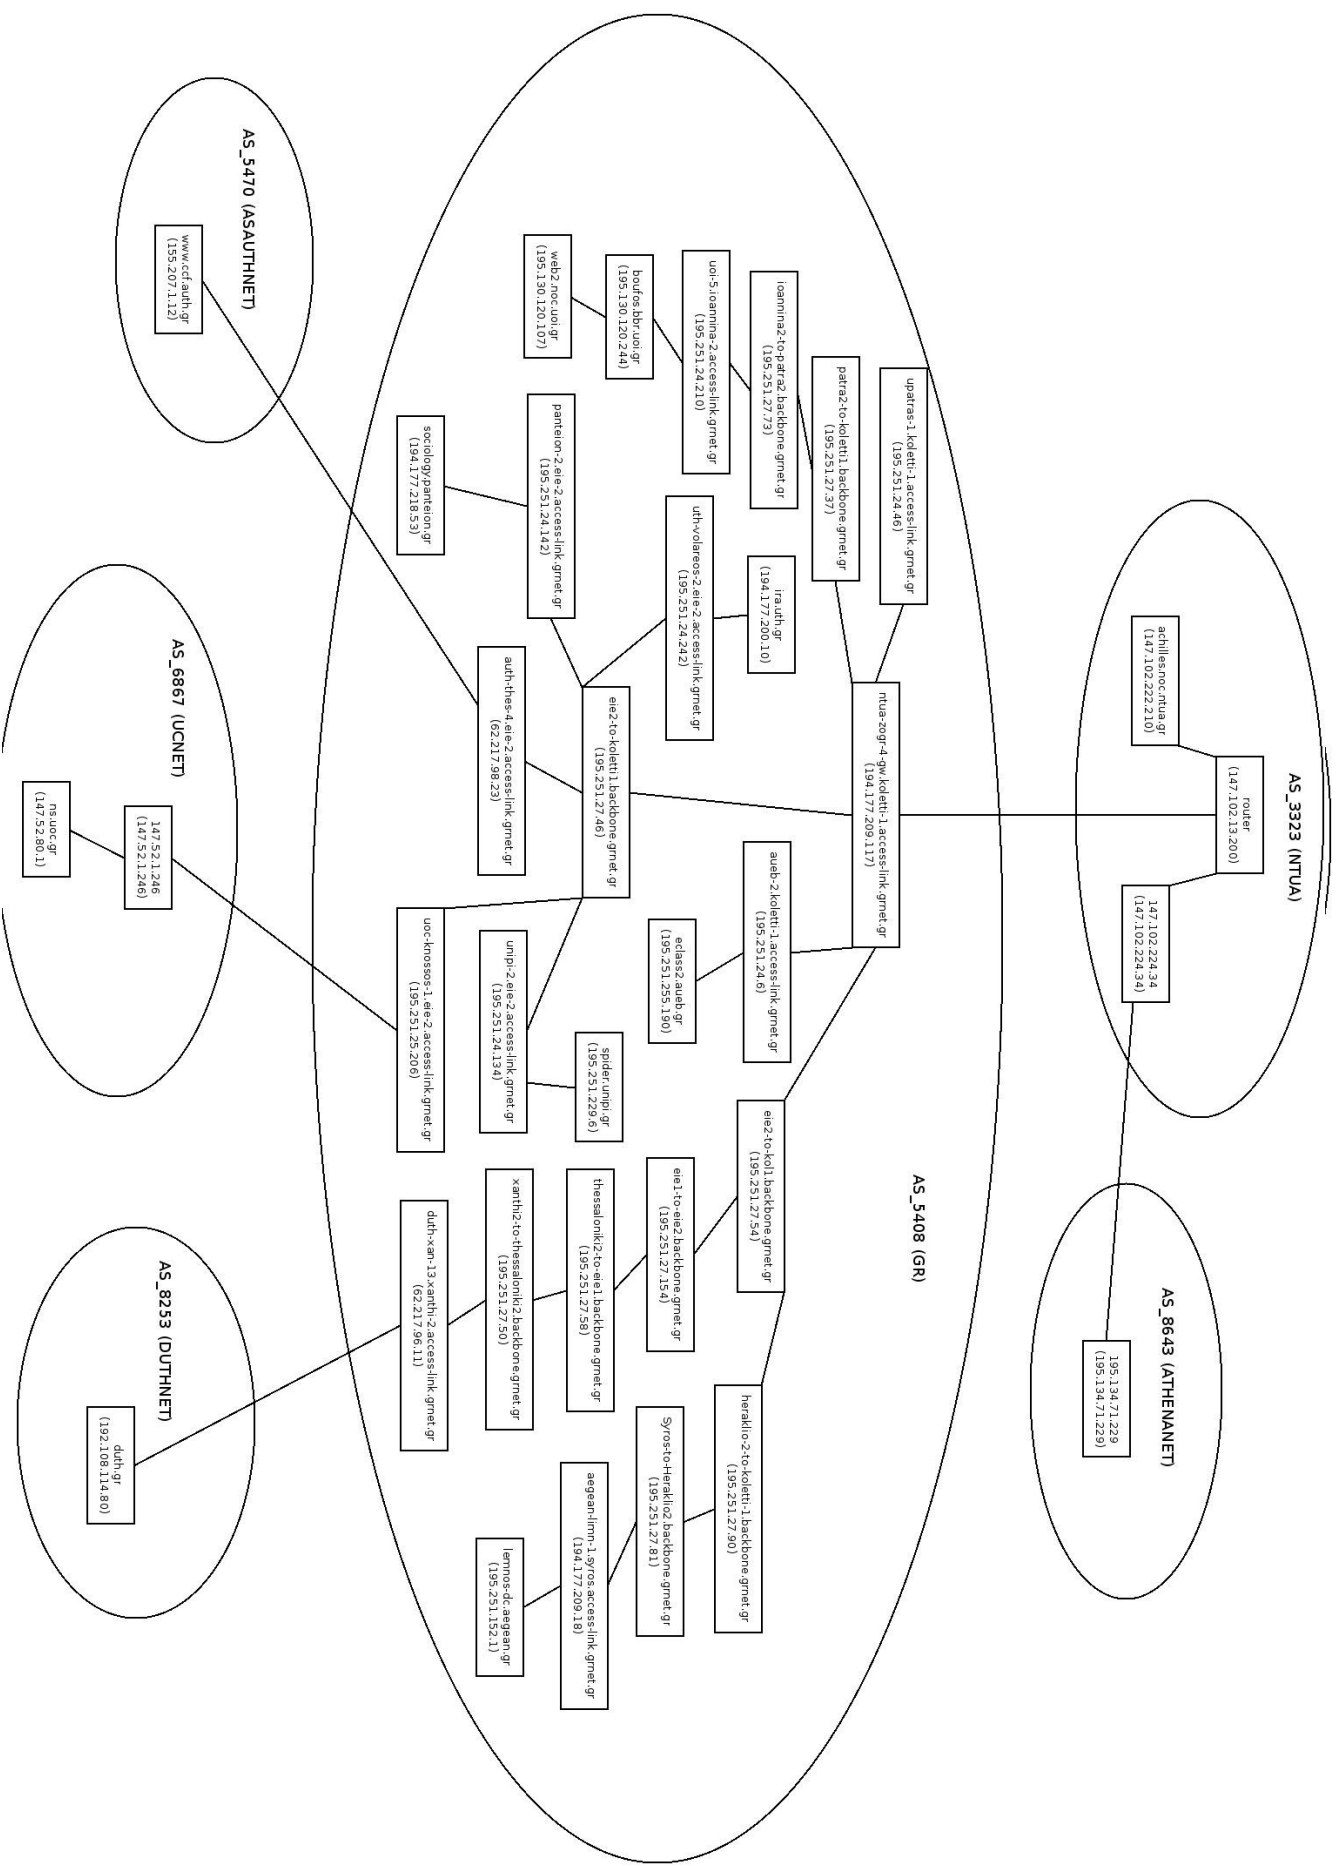 AS_3323 (NTUA)
router
(147.102.13.200)
achilles.noc.ntua.gr
(147.102.222.210)
147.102.224.34
(147.102.224.34)
AS_8643 (ATHENANET)
195.134.71.229
(195.134.71.229)
AS_5408 (GR)
upatras-1.koletti-1.access-link.grnet.gr
(195.251.24.46)
ntua-zogr-4-gw.koletti-1.access-link.grnet.gr
(194.177.209.117)
patra2-to-koletti1.backbone.grnet.gr
(195.251.27.37)
ioannina2-to-patra2.backbone.grnet.gr
(195.251.27.73)
ira.uth.gr
(194.177.200.10)
aueb-2.koletti-1.access-link.grnet.gr
(195.251.24.6)
eie2-to-kol1.backbone.grnet.gr
(195.251.27.54)
heraklio-2-to-koletti-1.backbone.grnet.gr
(195.251.27.90)
uoi-5.ioannina-2.access-link.grnet.gr
(195.251.24.210)
uth-volareos-2.eie-2.access-link.grnet.gr
(195.251.24.242)
eclass2.aueb.gr
(195.251.255.190)
eie1-to-eie2.backbone.grnet.gr
(195.251.27.154)
Syros-to-Heraklio2.backbone.grnet.gr
(195.251.27.81)
boufos.bbr.uoi.gr
(195.130.120.244)
eie2-to-koletti1.backbone.grnet.gr
(195.251.27.46)
spider.unipi.gr
(195.251.229.6)
thessaloniki2-to-eie1.backbone.grnet.gr
(195.251.27.58)
aegean-limn-1.syros.access-link.grnet.gr
(194.177.209.18)
web2.noc.uoi.gr
(195.130.120.107)
panteion-2.eie-2.access-link.grnet.gr
(195.251.24.142)
auth-thes-4.eie-2.access-link.grnet.gr
(62.217.98.23)
unipi-2.eie-2.access-link.grnet.gr
(195.251.24.134)
xanthi2-to-thessaloniki2.backbone.grnet.gr
(195.251.27.50)
lemnos-dc.aegean.gr
(195.251.152.1)
sociology.panteion.gr
(194.177.218.53)
uoc-knossos-1.eie-2.access-link.grnet.gr
(195.251.25.206)
duth-xan-13.xanthi-2.access-link.grnet.gr
(62.217.96.11)
AS_5470 (ASAUTHNET)
www.ccf.auth.gr
(155.207.1.12)
AS_6867 (UCNET)
147.52.1.246
(147.52.1.246)
ns.uoc.gr
(147.52.80.1)
AS_8253 (DUTHNET)
duth.gr
(192.108.114.80)